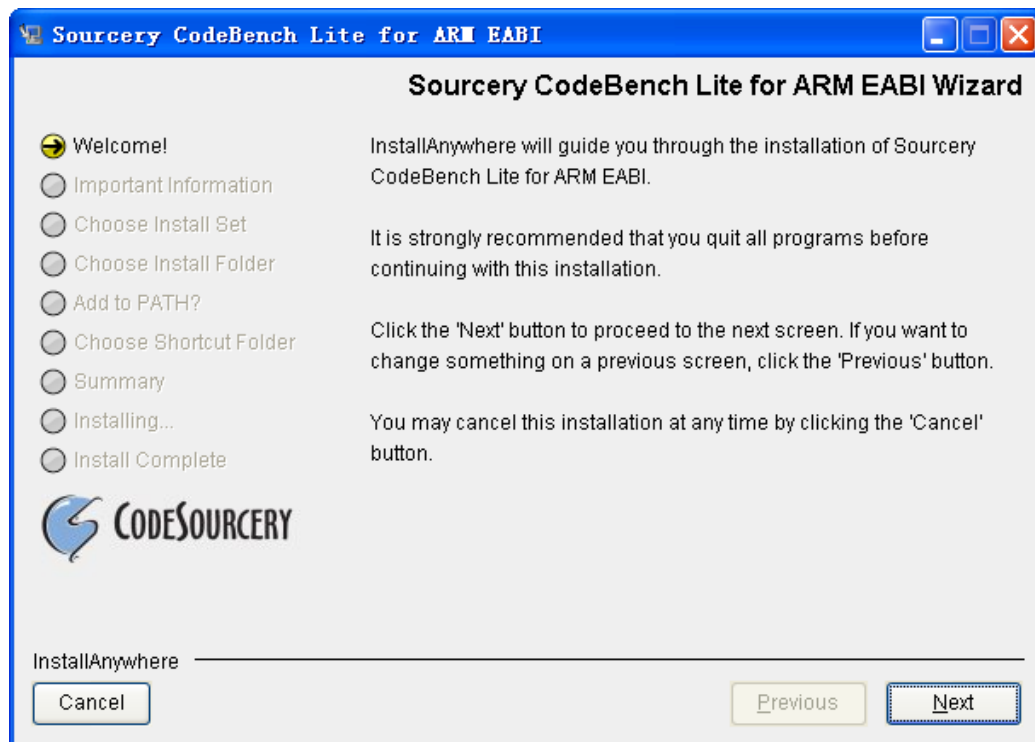 Sourcery CodeBench Lite for ARM EABI
Sourcery CodeBench Lite for ARM EABI Wizard
Welcome!
Important Information
Choose Install Set
Choose Install Folder
Add to PATH?
Choose Shortcut Folder
Summary
Installing...
Install Complete
CODESOURCERY
InstallAnywhere will guide you through the installation of Sourcery
CodeBench Lite for ARM EABI.
It is strongly recommended that you quit all programs before
continuing with this installation.
Click the 'Next' button to proceed to the next screen. If you want to
change something on a previous screen, click the 'Previous' button.
You may cancel this installation at any time by clicking the 'Cancel'
button.
InstallAnywhere
Cancel
Previous
Next